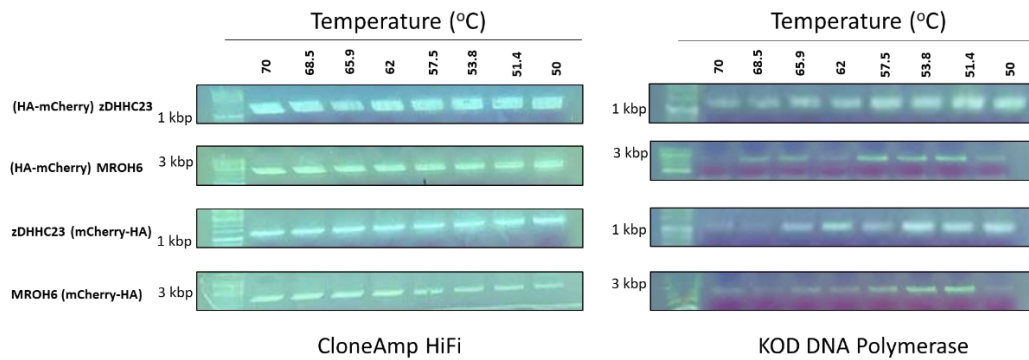 Temperature (°C)
70 68.5 65.9 62 57.5 53.8 51.4 50
(HA-mCherry) zDHHC23
1 kbp
(HA-mCherry) MROH6
3 kbp
zDHHC23 (mCherry-HA)
1 kbp
MROH6 (mCherry-HA)
3 kbp
CloneAmp HiFi
Temperature (°C)
70 68.5 65.9 62 57.5 53.8 51.4 50
1 kbp
3 kbp
1 kbp
3 kbp
KOD DNA Polymerase